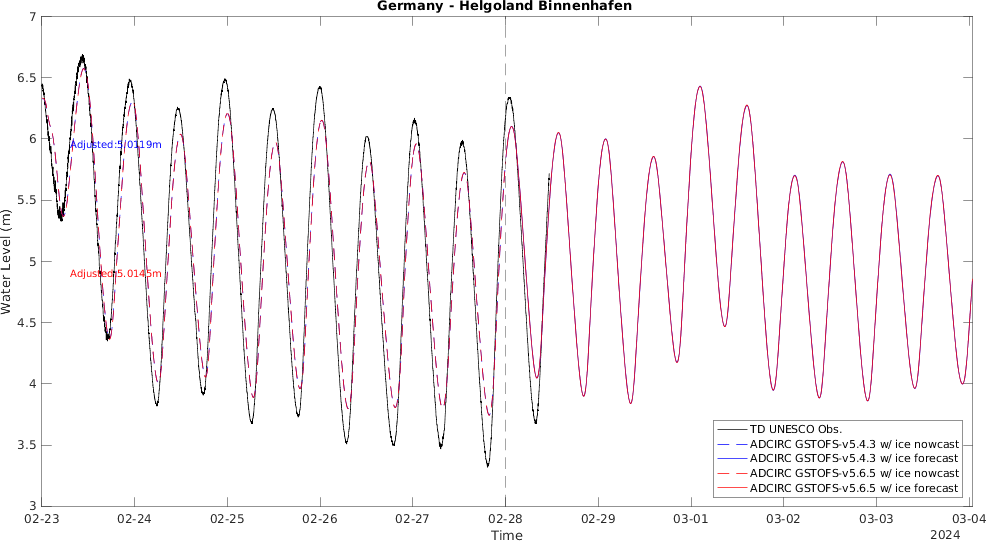 Germany - Helgoland Binnenhafen
7
6.5
6
5.5
5
4.5
4
3.5
3
Water Level (m)
Adjusted:5.0119m
Adjusted:5.0145m
TD UNESCO Obs.
ADCIRC GSTOFS-v5.4.3 w/ ice nowcast
ADCIRC GSTOFS-v5.4.3 w/ ice forecast
ADCIRC GSTOFS-v5.6.5 w/ ice nowcast
ADCIRC GSTOFS-v5.6.5 w/ ice forecast
02-23 02-24 02-25 02-26 02-27 02-28 02-29 03-01 03-02 03-03 03-04
Time
2024